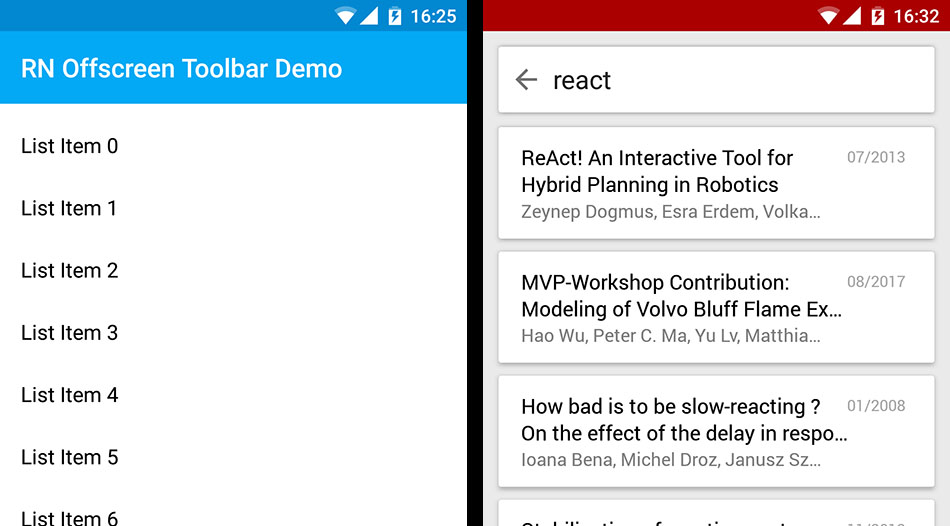 16:25
RN Offscreen Toolbar Demo
List Item 0
List Item 1
List Item 2
List Item 3
List Item 4
List Item 5
List Item 6
16:32
react
ReAct! An Interactive Tool for
Hybrid Planning in Robotics
07/2013
Zeynep Dogmus, Esra Erdem, Volka...
MVP-Workshop Contribution:
Modeling of Volvo Bluff Flame Ex...
08/2017
Hao Wu, Peter C. Ma, Yu Lv, Matthia...
How bad is to be slow-reacting ?
On the effect of the delay in respo...
01/2008
Ioana Bena, Michel Droz, Janusz Sz...